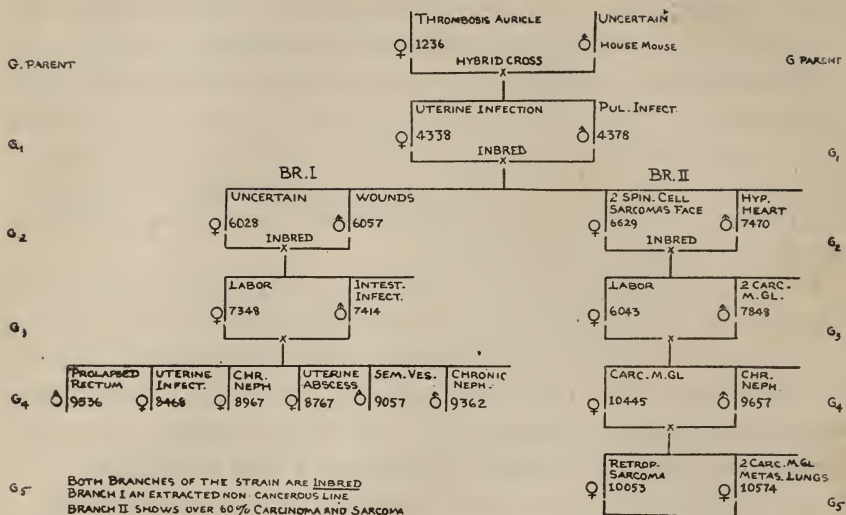 THROMBOSIS AURICLE UNCERTAIN
♀ 1236 ♂ HOUSE MOUSE
G. PARENT HYBRID CROSS G PARENT
x
UTERINE INFECTION PUL. INFECT.
♀ 4338 ♂ 4378
G₁ INBRED G₁
x
BR. I BR. II
UNCERTAIN WOUNDS 2 SPIN. CELL HYP.
SARCOMAS FACE HEART
♀ 6028 ♂ 6057 ♀ 6629 ♂ 7470
G₂ INBRED INBRED G₂
x x
LABOR INTEST. LABOR 2 CARC.
INFECT. M. GL.
♀ 7348 ♂ 7414 ♀ 6043 ♂ 7848
G₃ G₃
x x
PROLAPSED UTERINE CHR. UTERINE SEM. VES. CHRONIC CARC. M. GL CHR.
RECTUM INFECT. NEPH ABSCESS NEPH. NEPH.
G₄ ♂ 9536 ♀ 8468 ♀ 8967 ♀ 8767 ♂ 9057 ♂ 9362 ♀ 10445 ♂ 9657 G₄
x
RETROP. 2 CARC. M. GL
SARCOMA METAS. LUNGS
♀ 10053 ♀ 10574
G₅ BOTH BRANCHES OF THE STRAIN ARE INBRED G₅
BRANCH I AN EXTRACTED NON-CANCEROUS LINE
BRANCH II SHOWS OVER 60% CARCINOMA AND SARCOMA